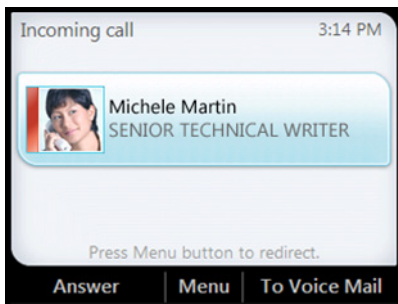 Incoming call 3:14 PM
Michele Martin
SENIOR TECHNICAL WRITER
Press Menu button to redirect.
Answer Menu To Voice Mail